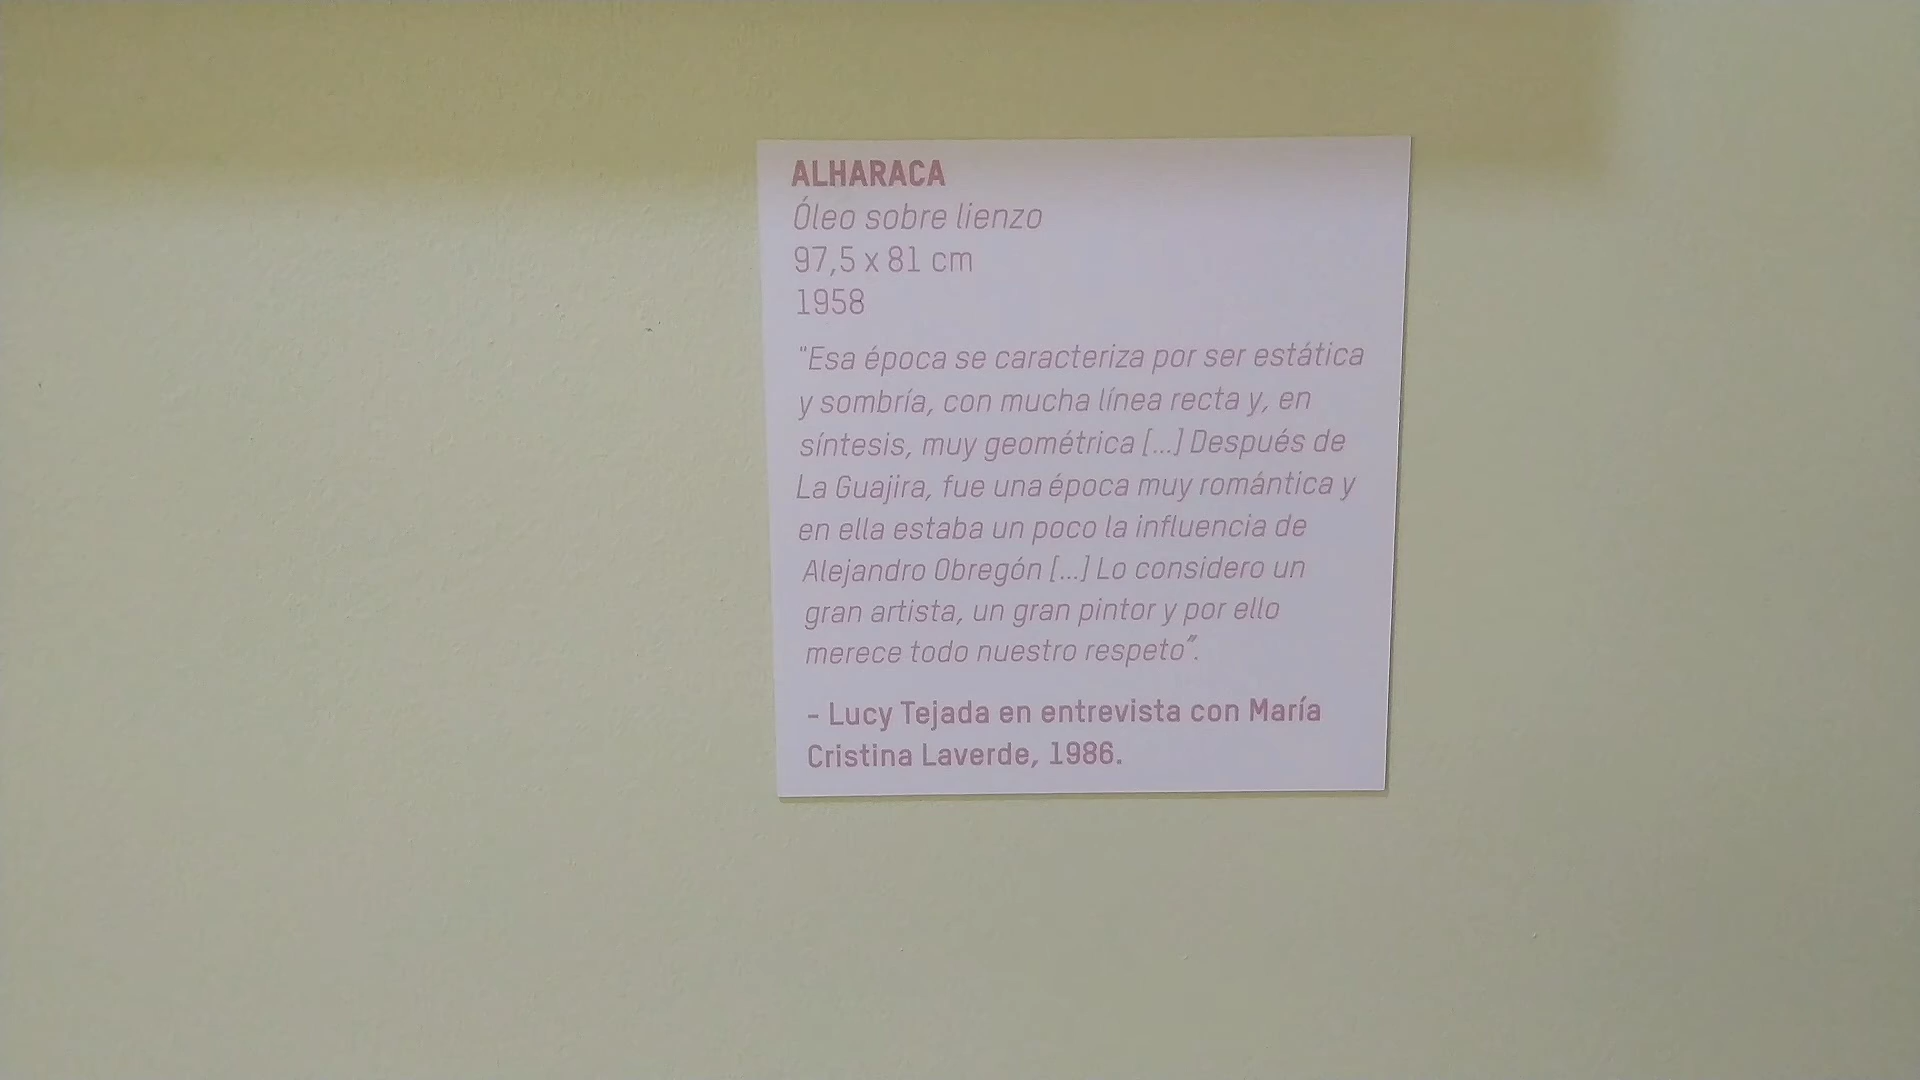 ALHARACA
Óleo sobre lienzo
97,5 x 81 cm
1958
"Esa época se caracteriza por ser estática
y sombría, con mucha línea recta y, en
síntesis, muy geométrica [...] Después de
La Guajira, fue una época muy romántica y
en ella estaba un poco la influencia de
Alejandro Obregón [...] Lo considero un
gran artista, un gran pintor y por ello
merece todo nuestro respeto”.
– Lucy Tejada en entrevista con María
Cristina Laverde, 1986.